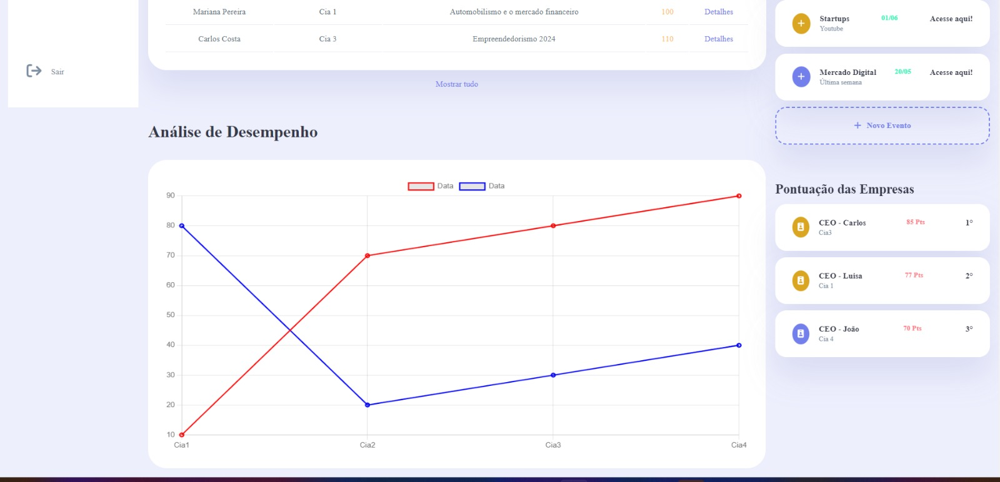 Mariana Pereira Cia 1 Automobilismo e o mercado financeiro 100 Detalhes
Carlos Costa Cia 3 Empreendedorismo 2024 110 Detalhes
Mostrar tudo
Sair
Análise de Desempenho
Data Data
90
80
70
60
50
40
30
20
10
Cia1 Cia2 Cia3 Cia4
Startups 01/06 Acesse aqui!
Youtube
Mercado Digital 20/05 Acesse aqui!
Última semana
Novo Evento
Pontuação das Empresas
CEO - Carlos 85 Pts 1°
Cia3
CEO - Luisa 77 Pts 2°
Cia 1
CEO - João 70 Pts 3°
Cia 4